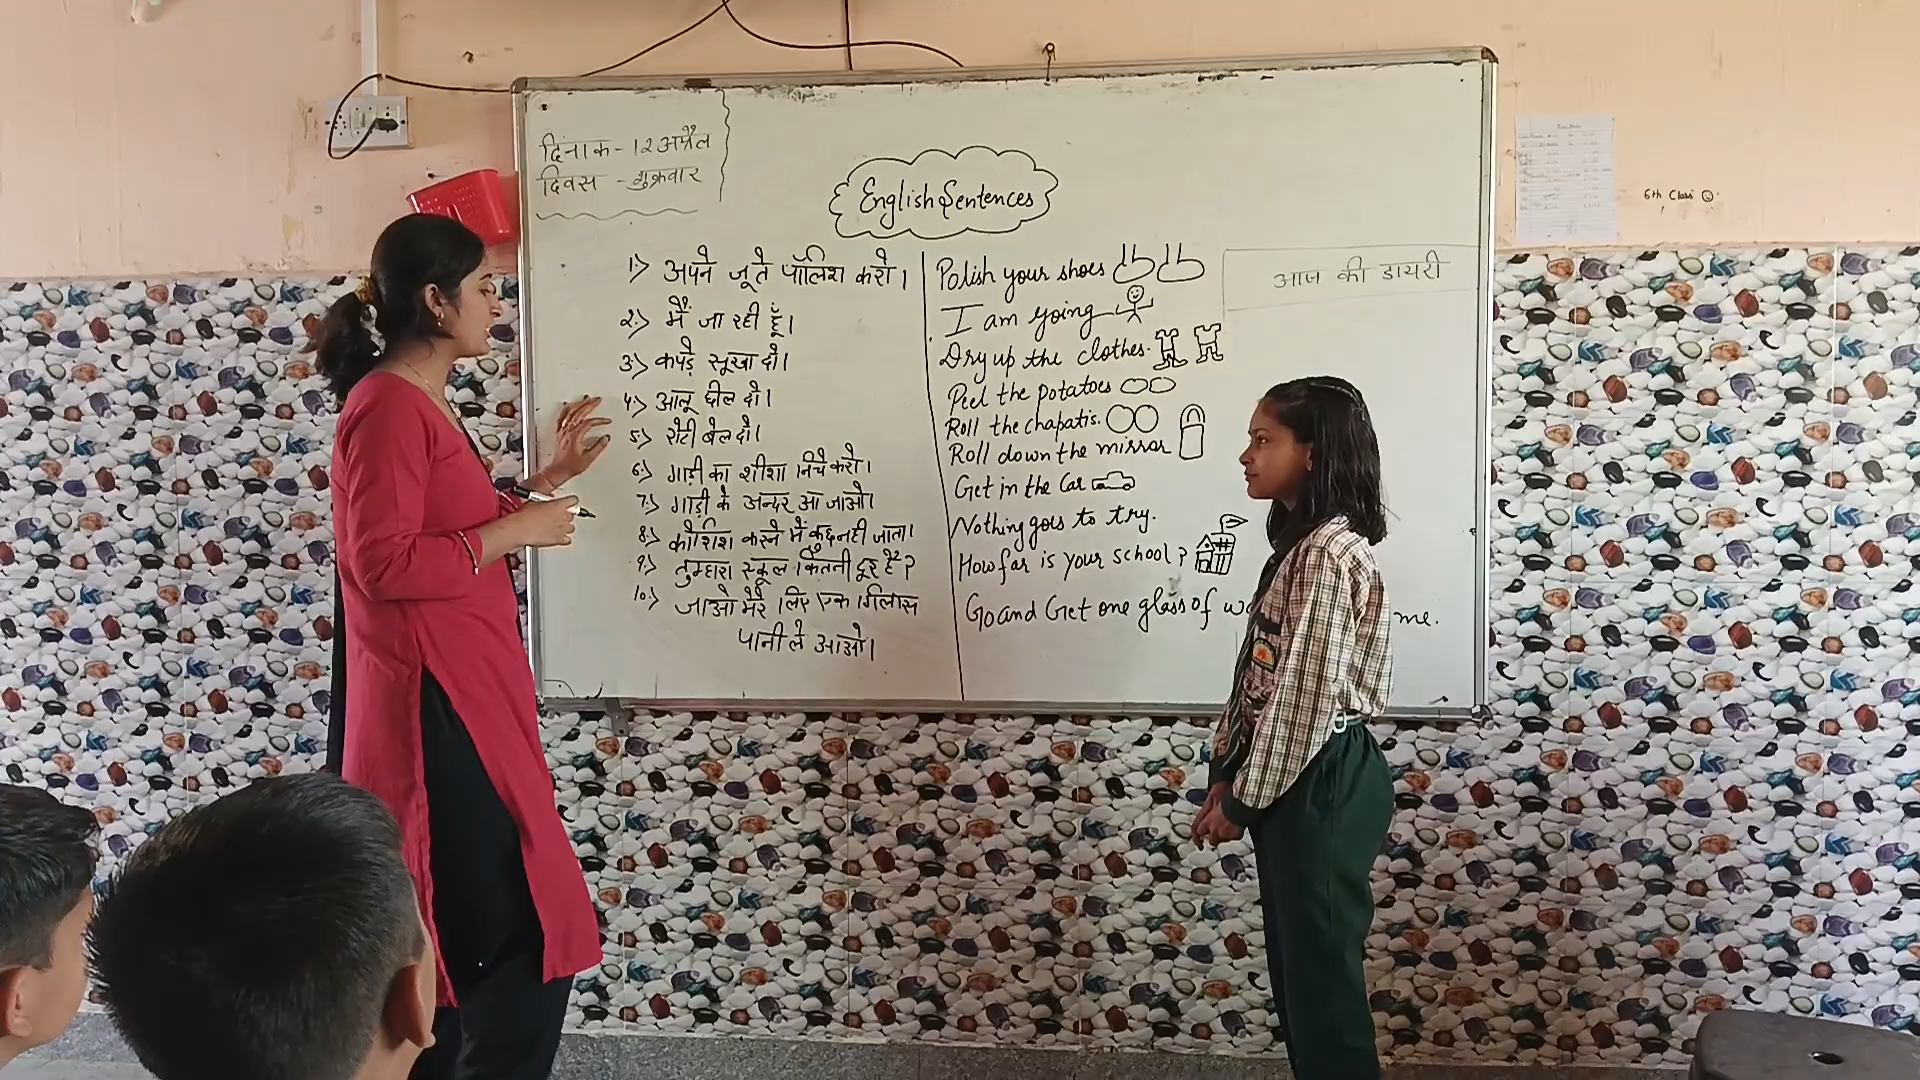 दिनाक - 12 अप्रैल
दिवस - शुक्रवार
English Sentences
1.> अपने जूते पॉलिश करो।
Polish your shoes
2.> मैं जा रही हूँ।
I am going
3.> कपड़े सूखा दो।
Dry up the clothes.
4.> आलू छील दो।
Peel the potatoes
5.> रोटी बेल दो।
Roll the chapatis.
6.> गाड़ी का शीशा निचे करो।
Roll down the mirror
7.> गाड़ी के अन्दर आ जाओ।
Get in the Car
8.> कोशिश करने में कुछ नही जाता।
Nothing goes to try.
9.> तुम्हारा स्कूल कितनी दूर है?
How far is your school?
10.> जाओ मेरे लिए एक गिलास
पानी ले आओ।
Go and Get one glass of me.
आज की डायरी
6th Class